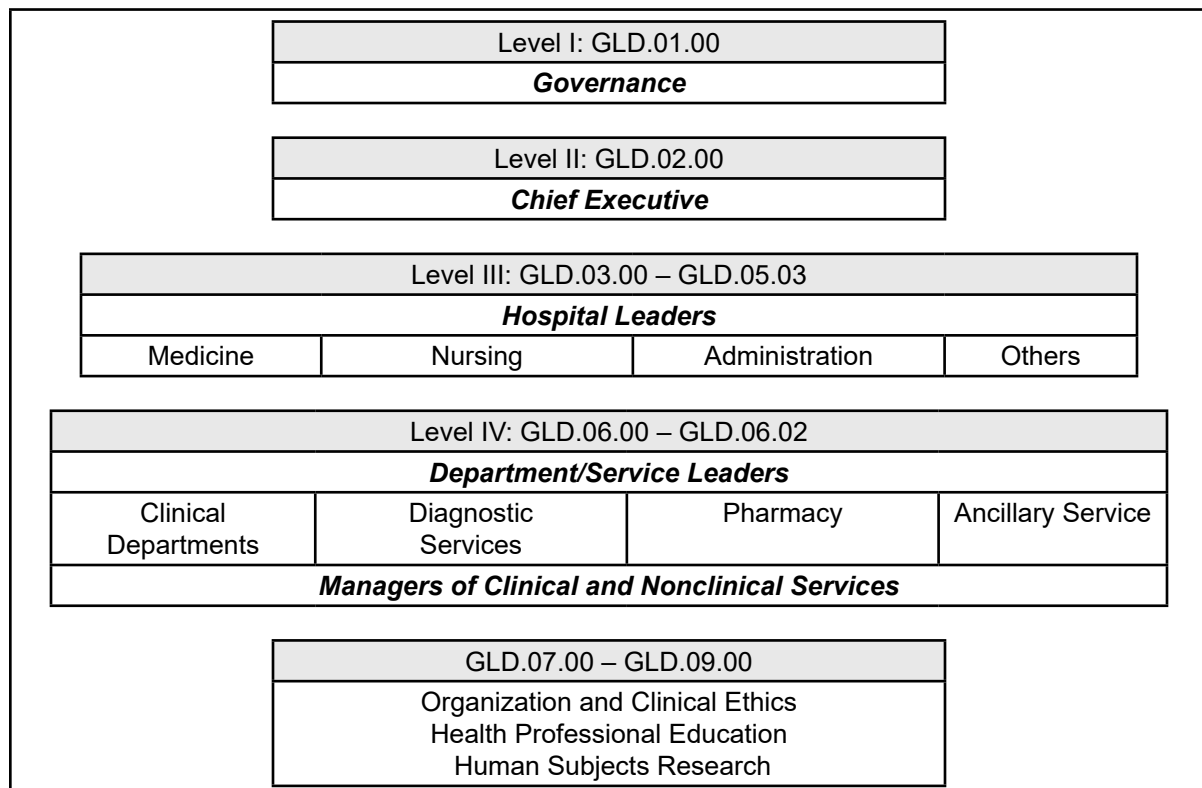 Level I: GLD.01.00
Governance
Level II: GLD.02.00
Chief Executive
Level III: GLD.03.00 – GLD.05.03
Hospital Leaders
Medicine Nursing Administration Others
Level IV: GLD.06.00 – GLD.06.02
Department/Service Leaders
Clinical Diagnostic Pharmacy Ancillary Service
Departments Services
Managers of Clinical and Nonclinical Services
GLD.07.00 – GLD.09.00
Organization and Clinical Ethics
Health Professional Education
Human Subjects Research